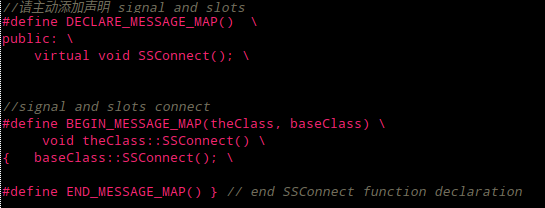 //请主动添加声明 signal and slots
#define DECLARE_MESSAGE_MAP()  \
public: \
    virtual void SSConnect(); \
//signal and slots connect
#define BEGIN_MESSAGE_MAP(theClass, baseClass) \
     void theClass::SSConnect() \
{   baseClass::SSConnect(); \
#define END_MESSAGE_MAP() } // end SSConnect function declaration